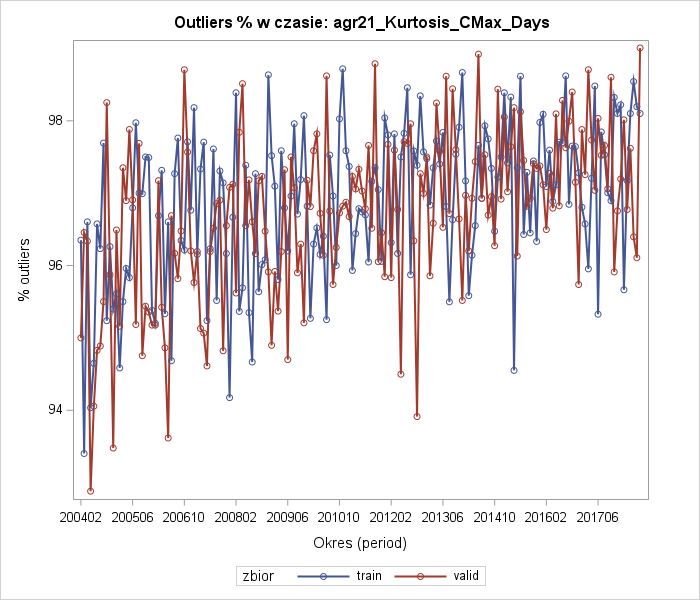 Outliers % w czasie: agr21_Kurtosis_CMax_Days
% outliers
98
96
94
200402 200506 200610 200802 200906 201010 201202 201306 201410 201602 201706
Okres (period)
zbior train valid